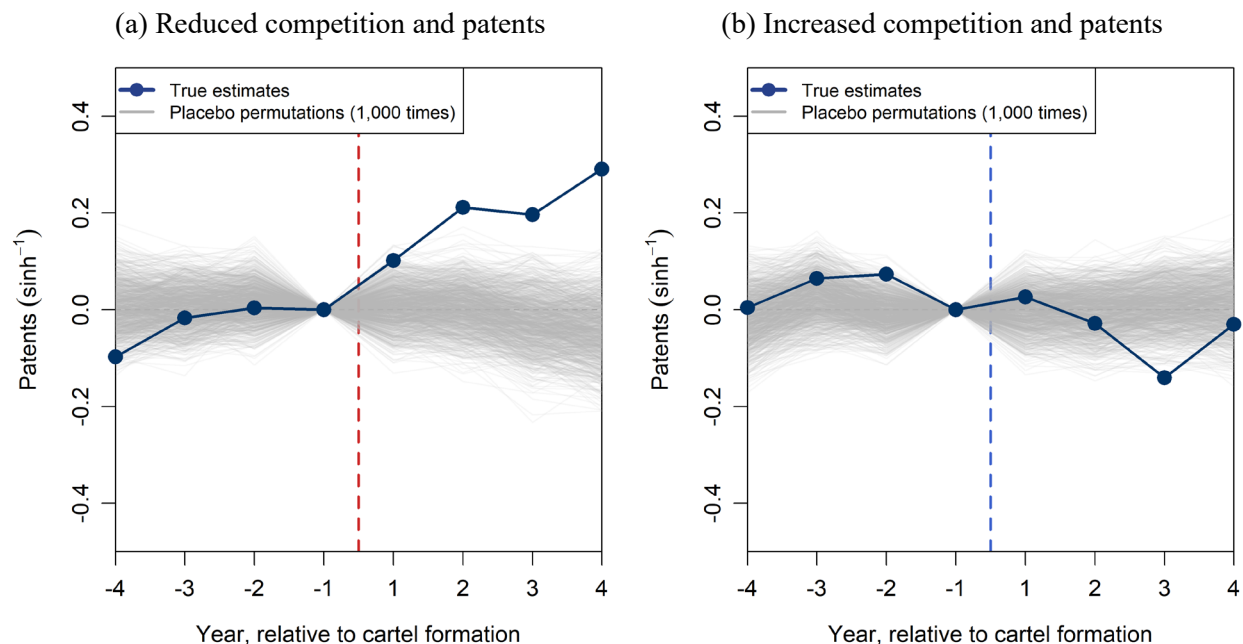 (a) Reduced competition and patents
True estimates
Placebo permutations (1,000 times)
Patents (sinh⁻¹)
0.4
0.2
0.0
-0.2
-0.4
-4 -3 -2 -1 1 2 3 4
Year, relative to cartel formation
(b) Increased competition and patents
True estimates
Placebo permutations (1,000 times)
Patents (sinh⁻¹)
0.4
0.2
0.0
-0.2
-0.4
-4 -3 -2 -1 1 2 3 4
Year, relative to cartel formation